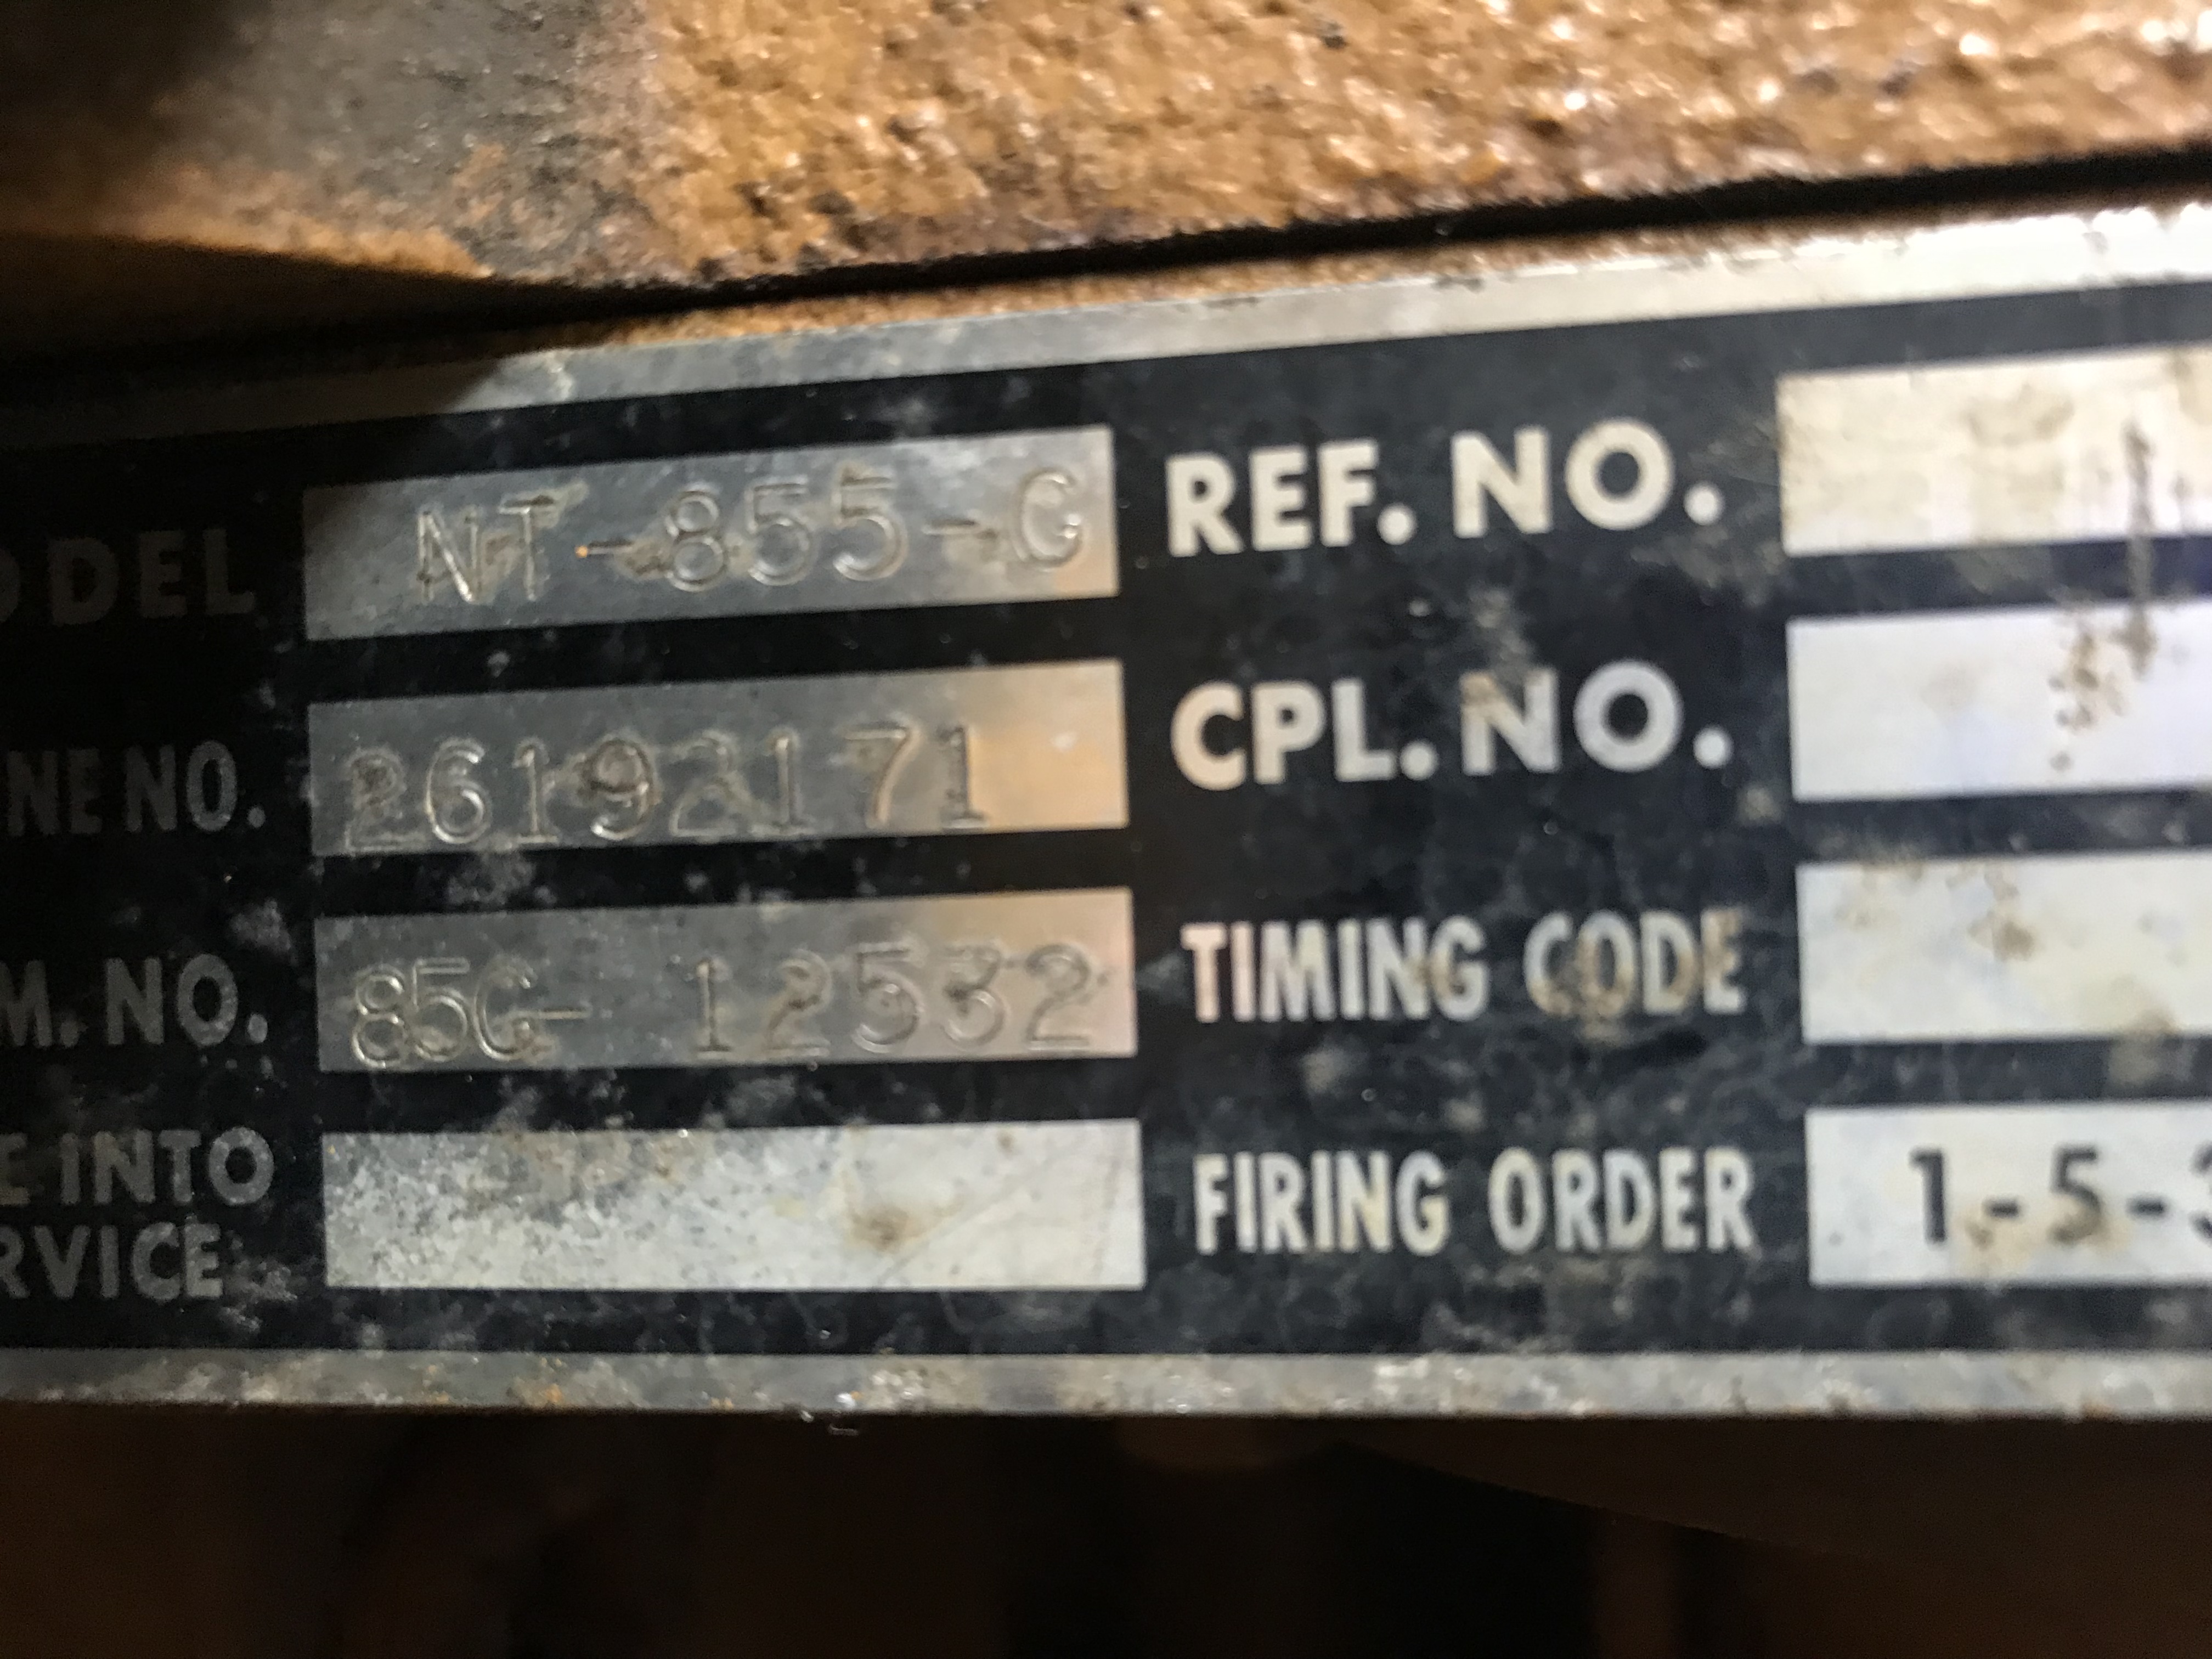 ODEL NT-855-C REF. NO.
NE NO. 26192171 CPL. NO.
M. NO. 85C- 12532 TIMING CODE
E INTO
RVICE FIRING ORDER 1-5-3